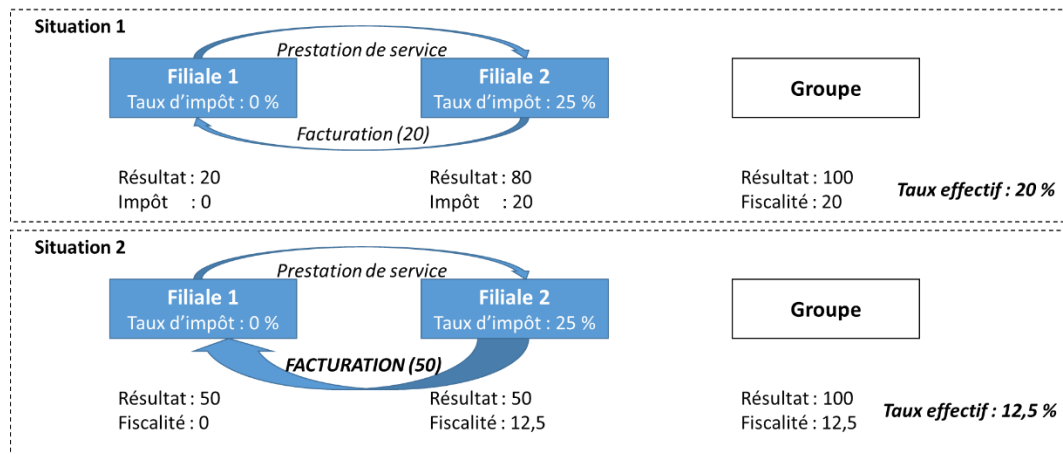 Situation 1
Prestation de service
Filiale 1
Taux d'impôt : 0 %
Filiale 2
Taux d'impôt : 25 %
Groupe
Facturation (20)
Résultat : 20
Impôt : 0
Résultat : 80
Impôt : 20
Résultat : 100
Fiscalité : 20
Taux effectif : 20 %
Situation 2
Prestation de service
Filiale 1
Taux d'impôt : 0 %
Filiale 2
Taux d'impôt : 25 %
Groupe
FACTURATION (50)
Résultat : 50
Fiscalité : 0
Résultat : 50
Fiscalité : 12,5
Résultat : 100
Fiscalité : 12,5
Taux effectif : 12,5 %